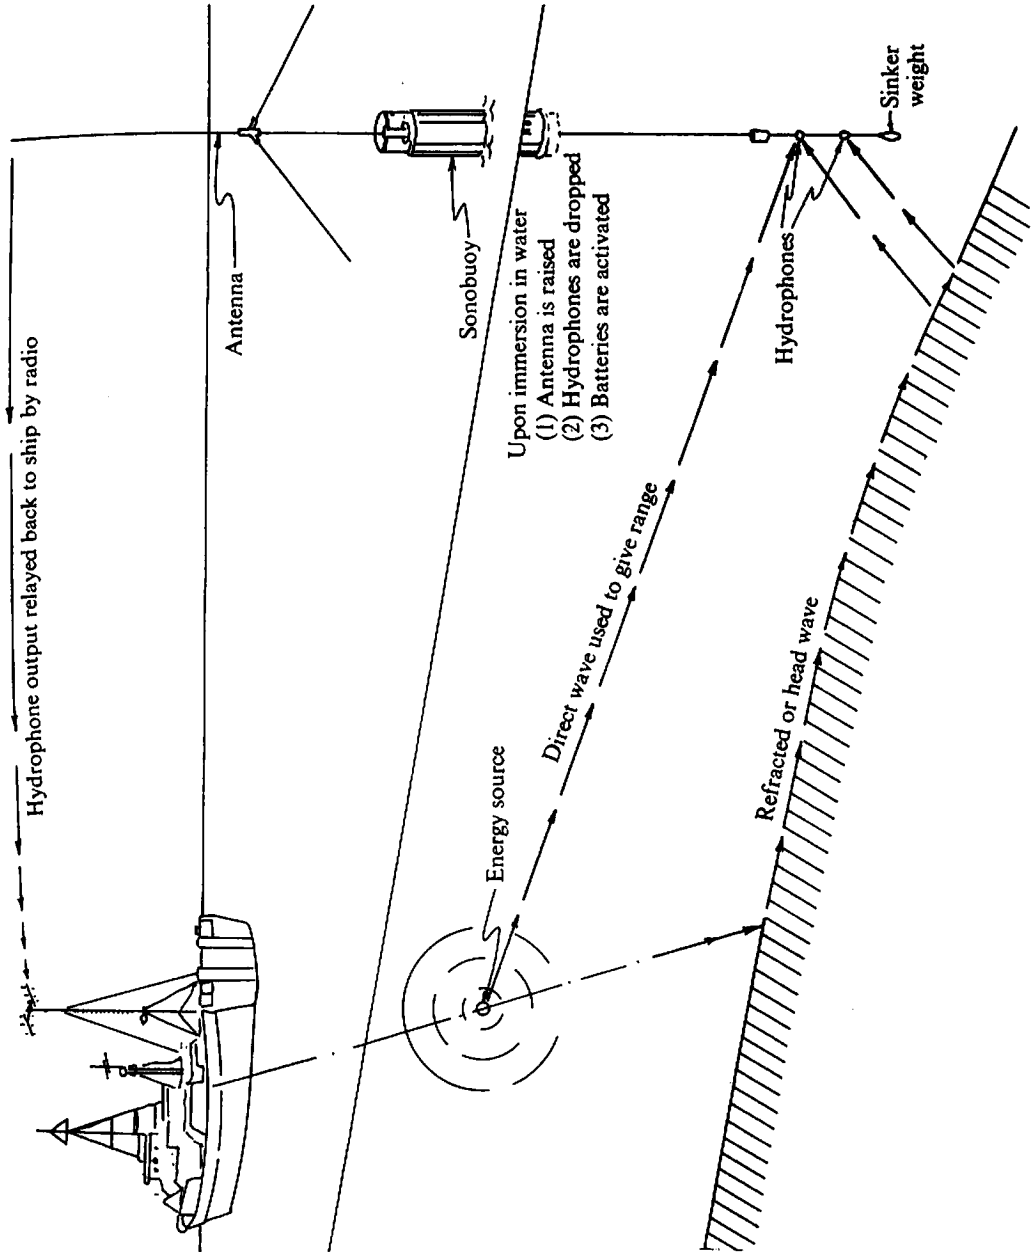 Hydrophone output relayed back to ship by radio
Antenna
Sonobuoy
Upon immersion in water
(1) Antenna is raised
(2) Hydrophones are dropped
(3) Batteries are activated
Energy source
Direct wave used to give range
Hydrophones
Sinker
weight
Refracted or head wave